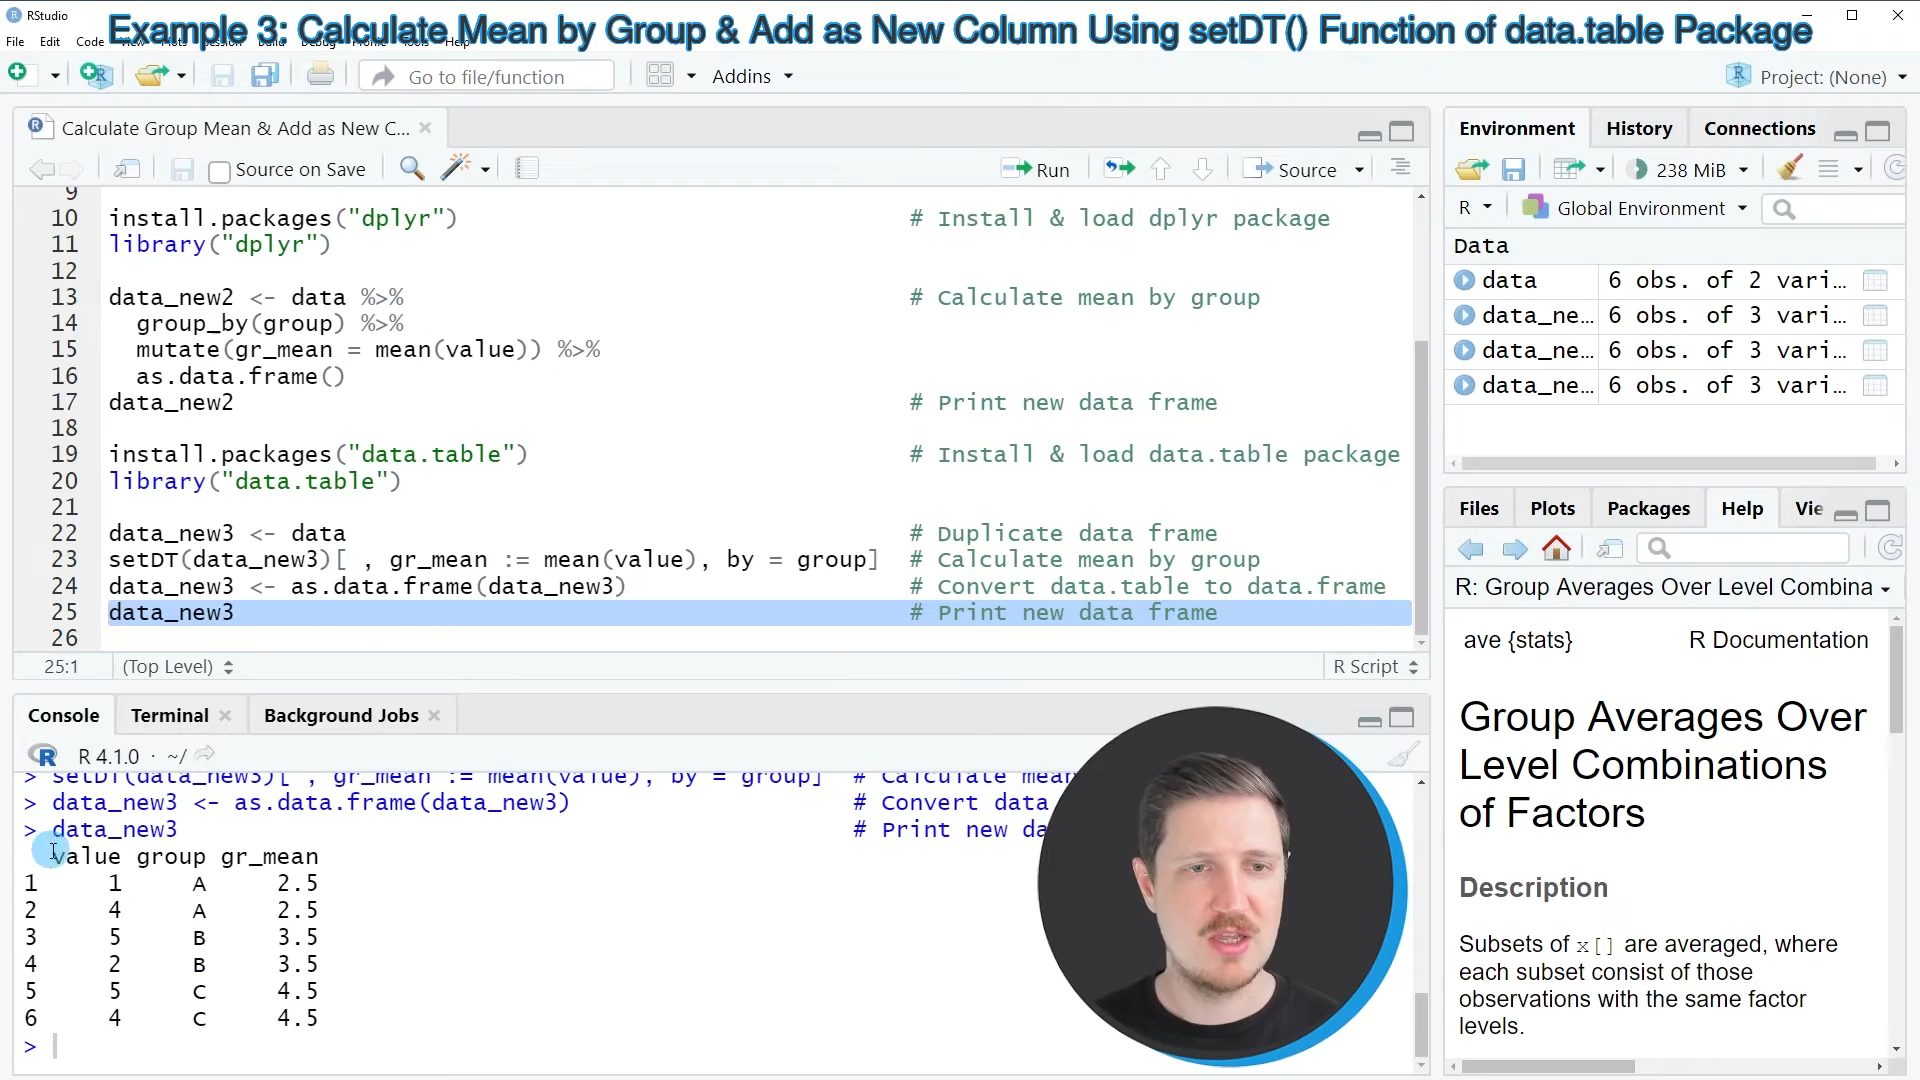 RStudio
Example 3: Calculate Mean by Group & Add as New Column Using setDT() Function of data.table Package
File Edit Code
Go to file/function
Addins
Project: (None)
Calculate Group Mean & Add as New C...
Source on Save
Run
Source
9
10 install.packages("dplyr") # Install & load dplyr package
11 library("dplyr")
12
13 data_new2 <- data %>% # Calculate mean by group
14 group_by(group) %>%
15 mutate(gr_mean = mean(value)) %>%
16 as.data.frame()
17 data_new2 # Print new data frame
18
19 install.packages("data.table") # Install & load data.table package
20 library("data.table")
21
22 data_new3 <- data # Duplicate data frame
23 setDT(data_new3)[ , gr_mean := mean(value), by = group] # Calculate mean by group
24 data_new3 <- as.data.frame(data_new3) # Convert data.table to data.frame
25 data_new3 # Print new data frame
26
25:1 (Top Level) R Script
Console Terminal Background Jobs
R 4.1.0 · ~/
> setDT(data_new3)[ , gr_mean := mean(value), by = group] # Calculate mean
> data_new3 <- as.data.frame(data_new3) # Convert data
> data_new3 # Print new da
value group gr_mean
1 1 A 2.5
2 4 A 2.5
3 5 B 3.5
4 2 B 3.5
5 5 C 4.5
6 4 C 4.5
>
Environment History Connections
238 MiB
R Global Environment
Data
data 6 obs. of 2 vari...
data_ne... 6 obs. of 3 vari...
data_ne... 6 obs. of 3 vari...
data_ne... 6 obs. of 3 vari...
Files Plots Packages Help Vie
R: Group Averages Over Level Combina
ave {stats} R Documentation
Group Averages Over
Level Combinations
of Factors
Description
Subsets of x[] are averaged, where
each subset consist of those
observations with the same factor
levels.